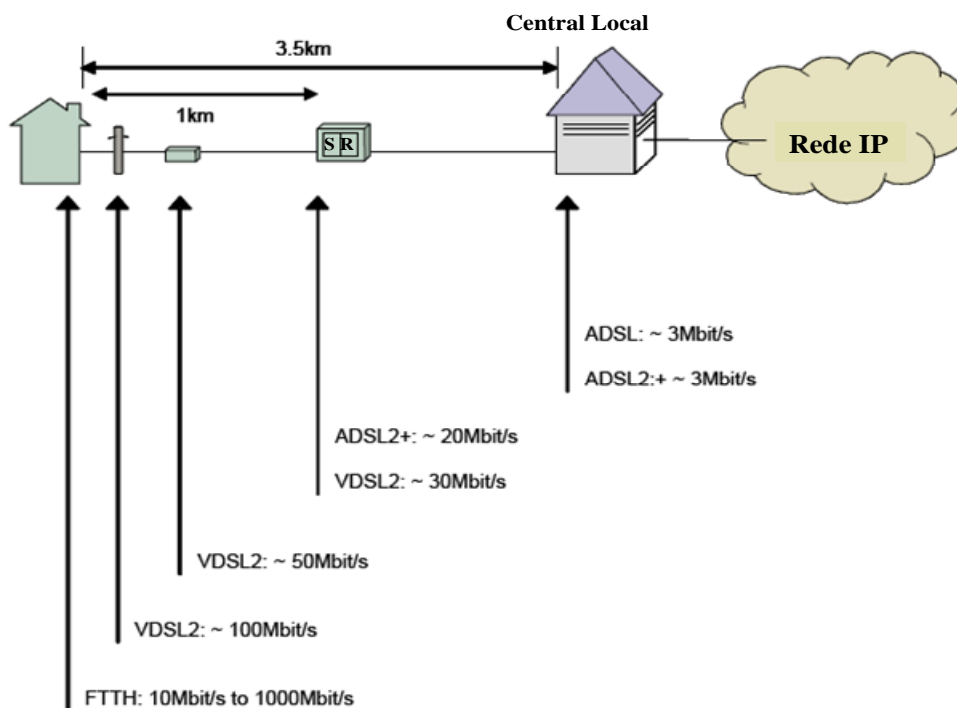 Central Local
3.5km
1km
S R
Rede IP
ADSL: ~ 3Mbit/s
ADSL2:+ ~ 3Mbit/s
ADSL2+: ~ 20Mbit/s
VDSL2: ~ 30Mbit/s
VDSL2: ~ 50Mbit/s
VDSL2: ~ 100Mbit/s
FTTH: 10Mbit/s to 1000Mbit/s